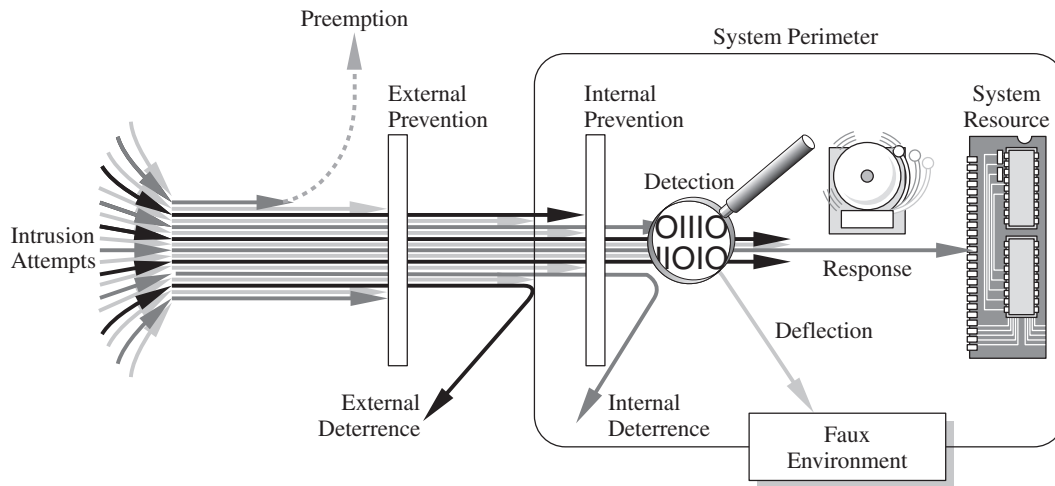 Preemption
System Perimeter
External
Prevention
Internal
Prevention
System
Resource
Detection
OIIIO
IIOIO
Intrusion
Attempts
Response
Deflection
External
Deterrence
Internal
Deterrence
Faux
Environment